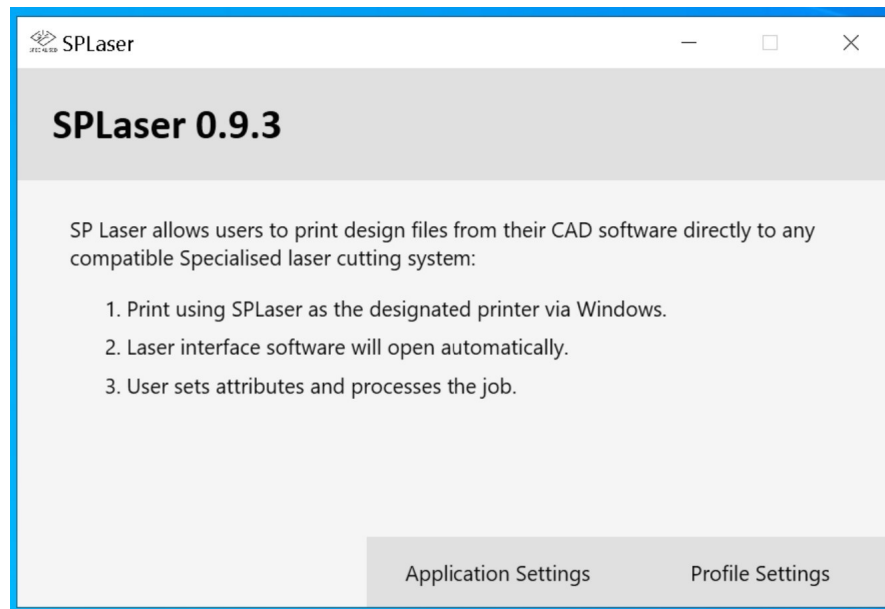 SPLaser
SPLaser 0.9.3
SP Laser allows users to print design files from their CAD software directly to any
compatible Specialised laser cutting system:
1. Print using SPLaser as the designated printer via Windows.
2. Laser interface software will open automatically.
3. User sets attributes and processes the job.
Application Settings Profile Settings